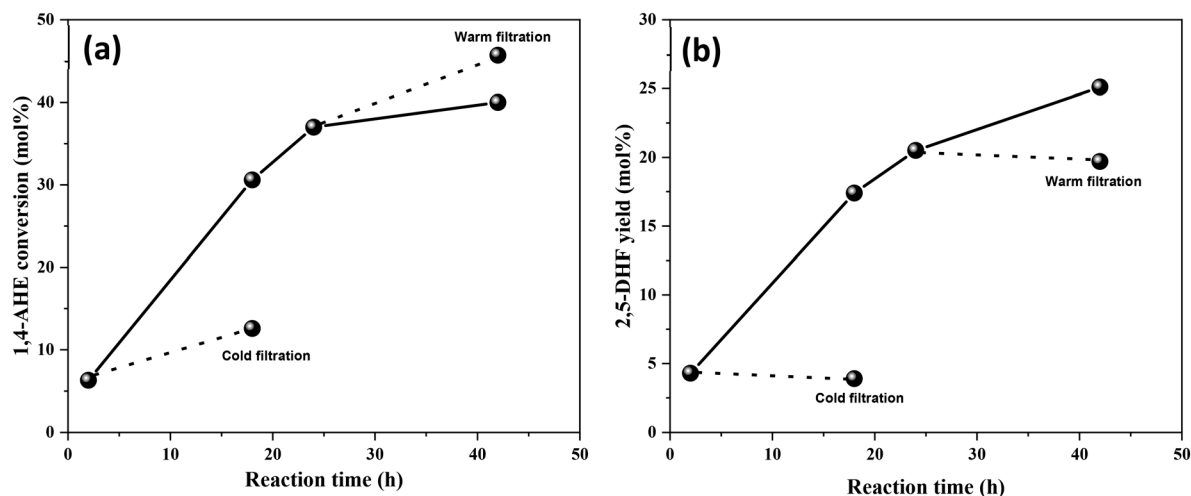 (a)
50
40
30
20
10
0
1,4-AHE conversion (mol%)
Warm filtration
Cold filtration
0 10 20 30 40 50
Reaction time (h)
(b)
30
25
20
15
10
5
0
2,5-DHF yield (mol%)
Warm filtration
Cold filtration
0 10 20 30 40 50
Reaction time (h)